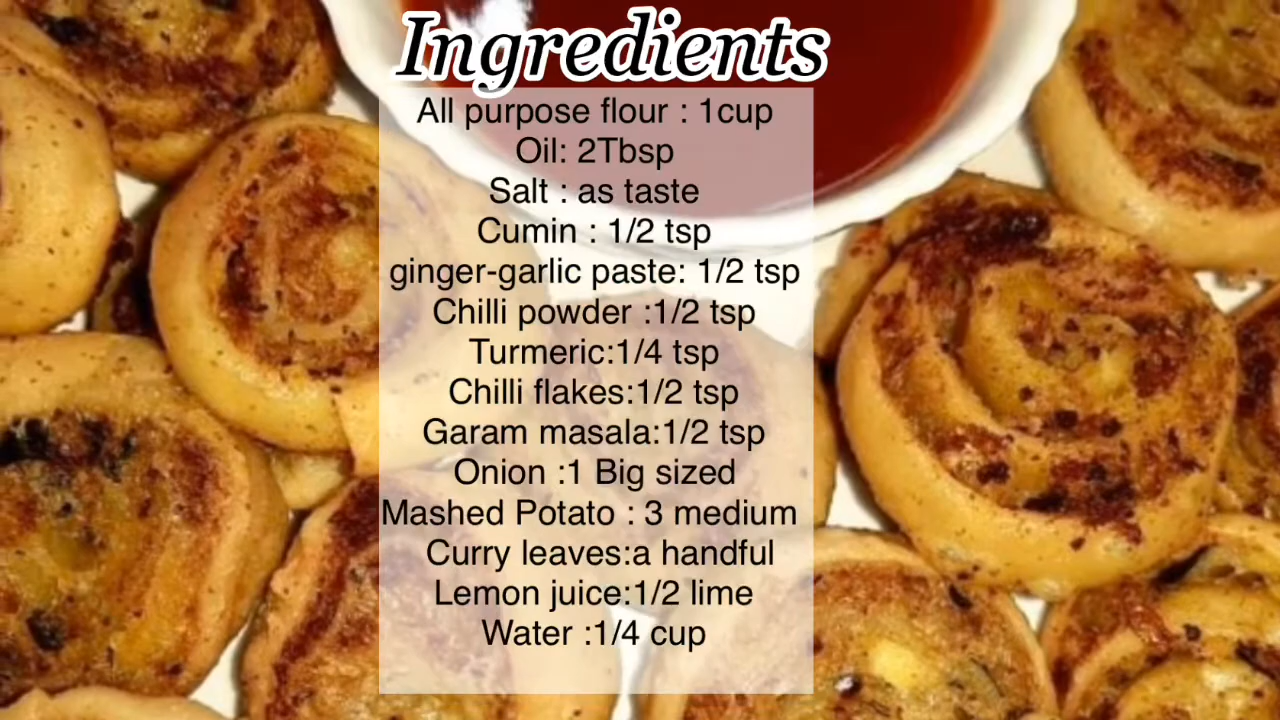 Ingredients
All purpose flour : 1cup
Oil: 2Tbsp
Salt : as taste
Cumin : 1/2 tsp
ginger-garlic paste: 1/2 tsp
Chilli powder :1/2 tsp
Turmeric:1/4 tsp
Chilli flakes:1/2 tsp
Garam masala:1/2 tsp
Onion :1 Big sized
Mashed Potato : 3 medium
Curry leaves:a handful
Lemon juice:1/2 lime
Water :1/4 cup